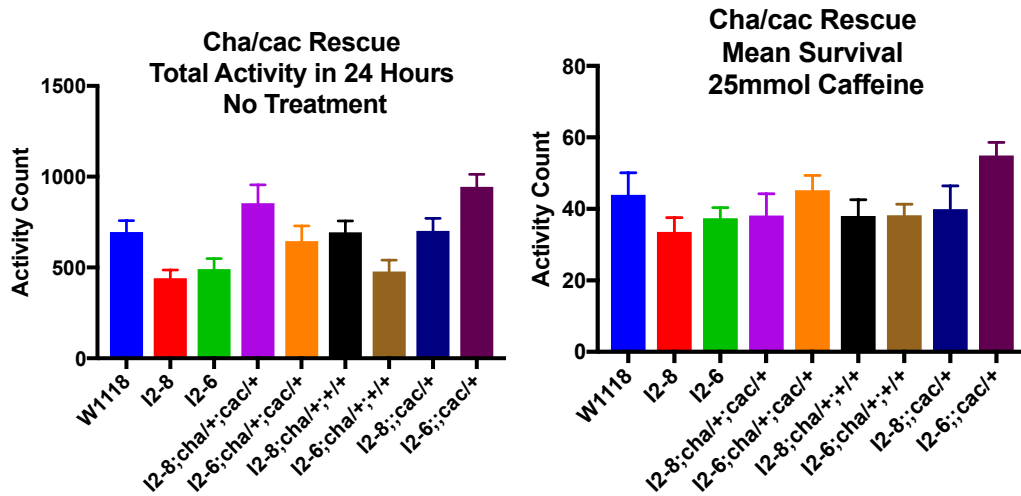 Cha/cac Rescue
Total Activity in 24 Hours
No Treatment
Activity Count
1500
1000
500
0
W1118
I2-8
I2-6
I2-8;cha/+;cac/+
I2-6;cha/+;cac/+
I2-8;cha/+;+/+
I2-6;cha/+;+/+
I2-8;;cac/+
I2-6;;cac/+
Cha/cac Rescue
Mean Survival
25mmol Caffeine
Activity Count
80
60
40
20
0
W1118
I2-8
I2-6
I2-8;cha/+;cac/+
I2-6;cha/+;cac/+
I2-8;cha/+;+/+
I2-6;cha/+;+/+
I2-8;;cac/+
I2-6;;cac/+